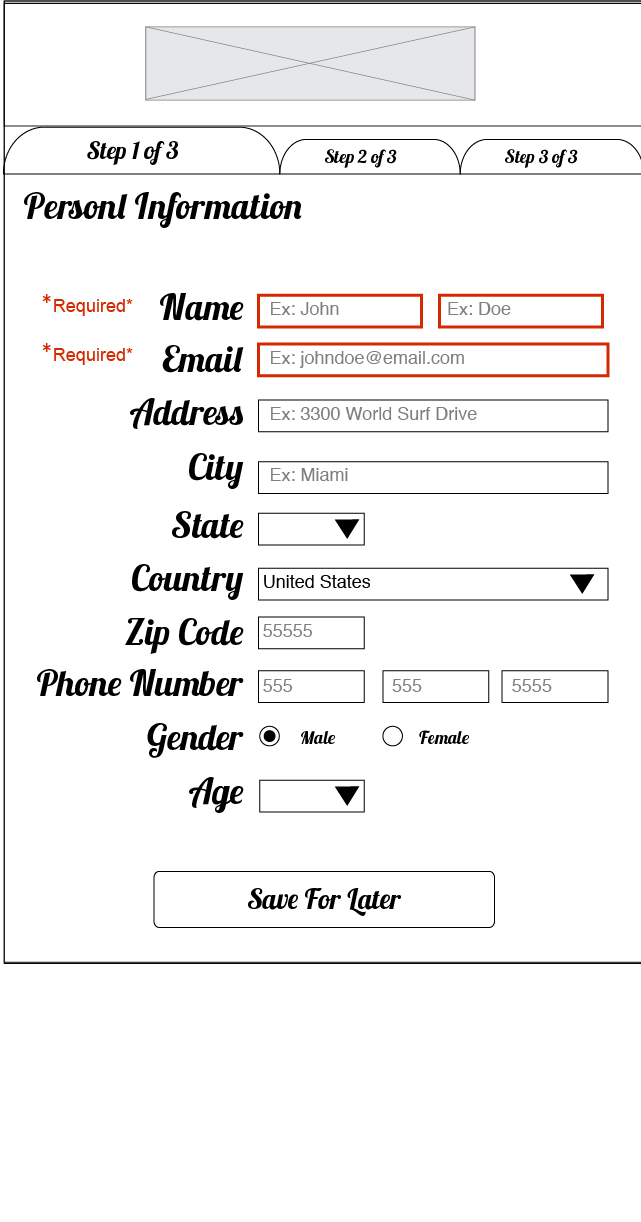 Step 1 of 3 Step 2 of 3 Step 3 of 3
Personl Information
*Required* Name Ex: John Ex: Doe
*Required* Email Ex: johndoe@email.com
Address Ex: 3300 World Surf Drive
City Ex: Miami
State
Country United States
Zip Code 55555
Phone Number 555 555 5555
Gender Male Female
Age
Save For Later